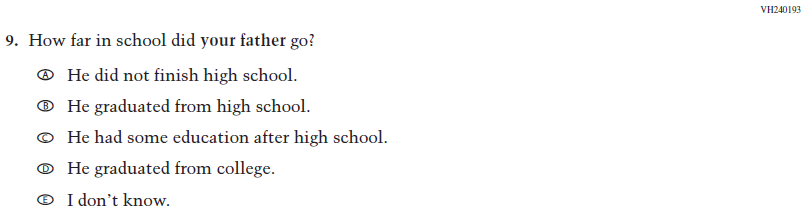 VH240193
9. How far in school did your father go?
Ⓐ He did not finish high school.
Ⓑ He graduated from high school.
Ⓒ He had some education after high school.
Ⓓ He graduated from college.
Ⓔ I don’t know.